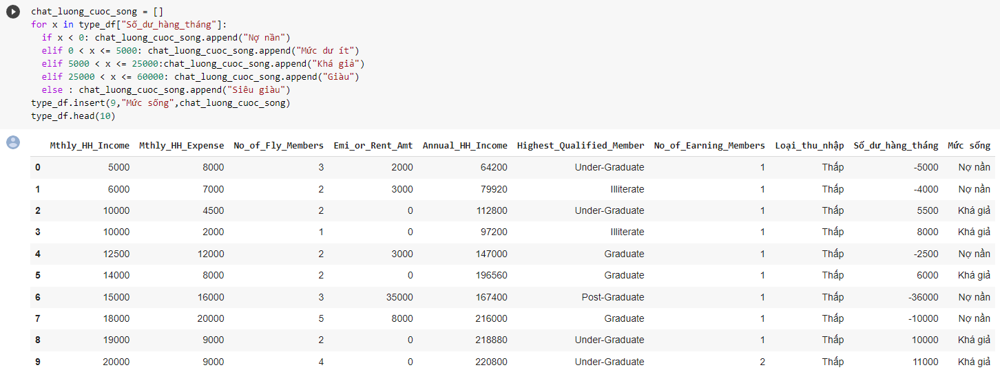 chat_luong_cuoc_song = []
for x in type_df["Số_dư_hàng_tháng"]:
  if x < 0: chat_luong_cuoc_song.append("Nợ nần")
  elif 0 < x <= 5000: chat_luong_cuoc_song.append("Mức dư ít")
  elif 5000 < x <= 25000:chat_luong_cuoc_song.append("Khá giả")
  elif 25000 < x <= 60000: chat_luong_cuoc_song.append("Giàu")
  else : chat_luong_cuoc_song.append("Siêu giàu")
type_df.insert(9,"Mức sống",chat_luong_cuoc_song)
type_df.head(10)
Mthly_HH_Income Mthly_HH_Expense No_of_Fly_Members Emi_or_Rent_Amt Annual_HH_Income Highest_Qualified_Member No_of_Earning_Members Loại_thu_nhập Số_dư_hàng_tháng Mức sống
0 5000 8000 3 2000 64200 Under-Graduate 1 Thấp -5000 Nợ nần
1 6000 7000 2 3000 79920 Illiterate 1 Thấp -4000 Nợ nần
2 10000 4500 2 0 112800 Under-Graduate 1 Thấp 5500 Khá giả
3 10000 2000 1 0 97200 Illiterate 1 Thấp 8000 Khá giả
4 12500 12000 2 3000 147000 Graduate 1 Thấp -2500 Nợ nần
5 14000 8000 2 0 196560 Graduate 1 Thấp 6000 Khá giả
6 15000 16000 3 35000 167400 Post-Graduate 1 Thấp -36000 Nợ nần
7 18000 20000 5 8000 216000 Graduate 1 Thấp -10000 Nợ nần
8 19000 9000 2 0 218880 Under-Graduate 1 Thấp 10000 Khá giả
9 20000 9000 4 0 220800 Under-Graduate 2 Thấp 11000 Khá giả